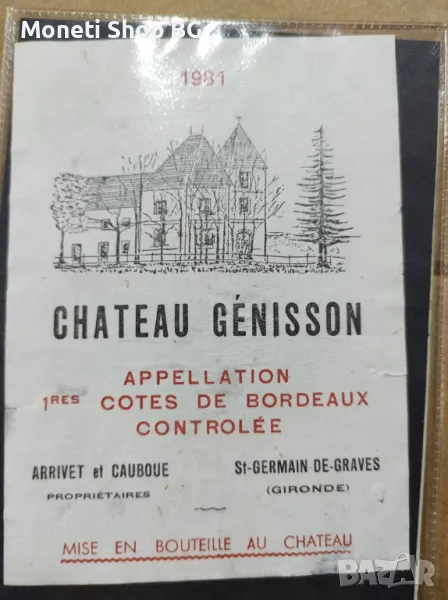 Moneti Shop BG
1981
CHATEAU GÉNISSON
APPELLATION
1RES COTES DE BORDEAUX
CONTROLÉE
ARRIVET et CAUBOUE
PROPRIÉTAIRES
St-GERMAIN-DE-GRAVES
(GIRONDE)
MISE EN BOUTEILLE AU CHATEAU
bazar